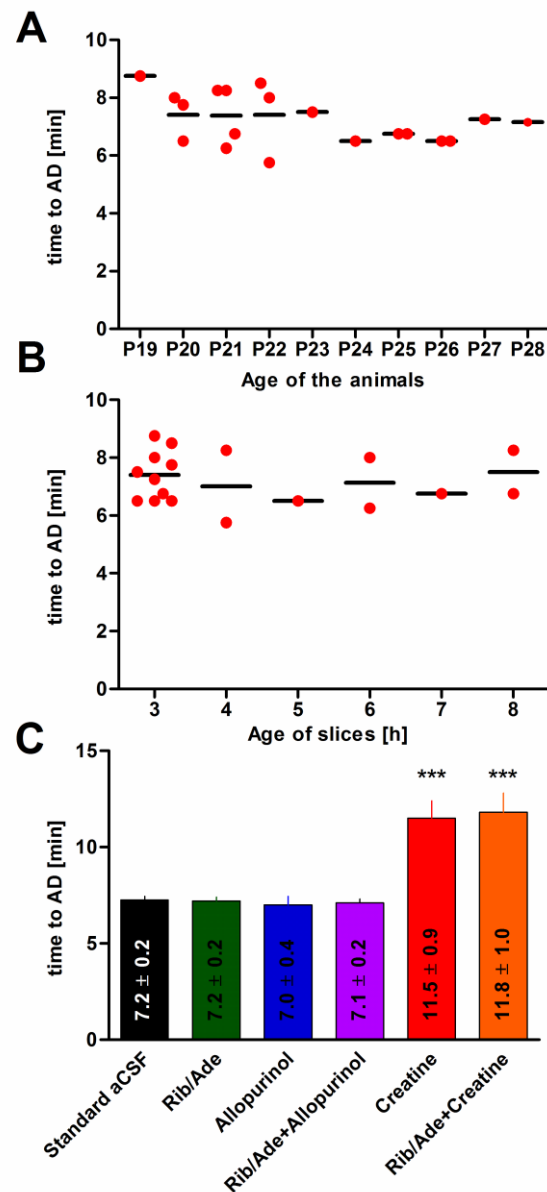 A
time to AD [min]
10
8
6
4
2
0
P19 P20 P21 P22 P23 P24 P25 P26 P27 P28
Age of the animals
B
time to AD [min]
10
8
6
4
2
0
3 4 5 6 7 8
Age of slices [h]
C
time to AD [min]
15
10
5
0
*** ***
7.2 ± 0.2
7.2 ± 0.2
7.0 ± 0.4
7.1 ± 0.2
11.5 ± 0.9
11.8 ± 1.0
Standard aCSF
Rib/Ade
Allopurinol
Rib/Ade+Allopurinol
Creatine
Rib/Ade+Creatine